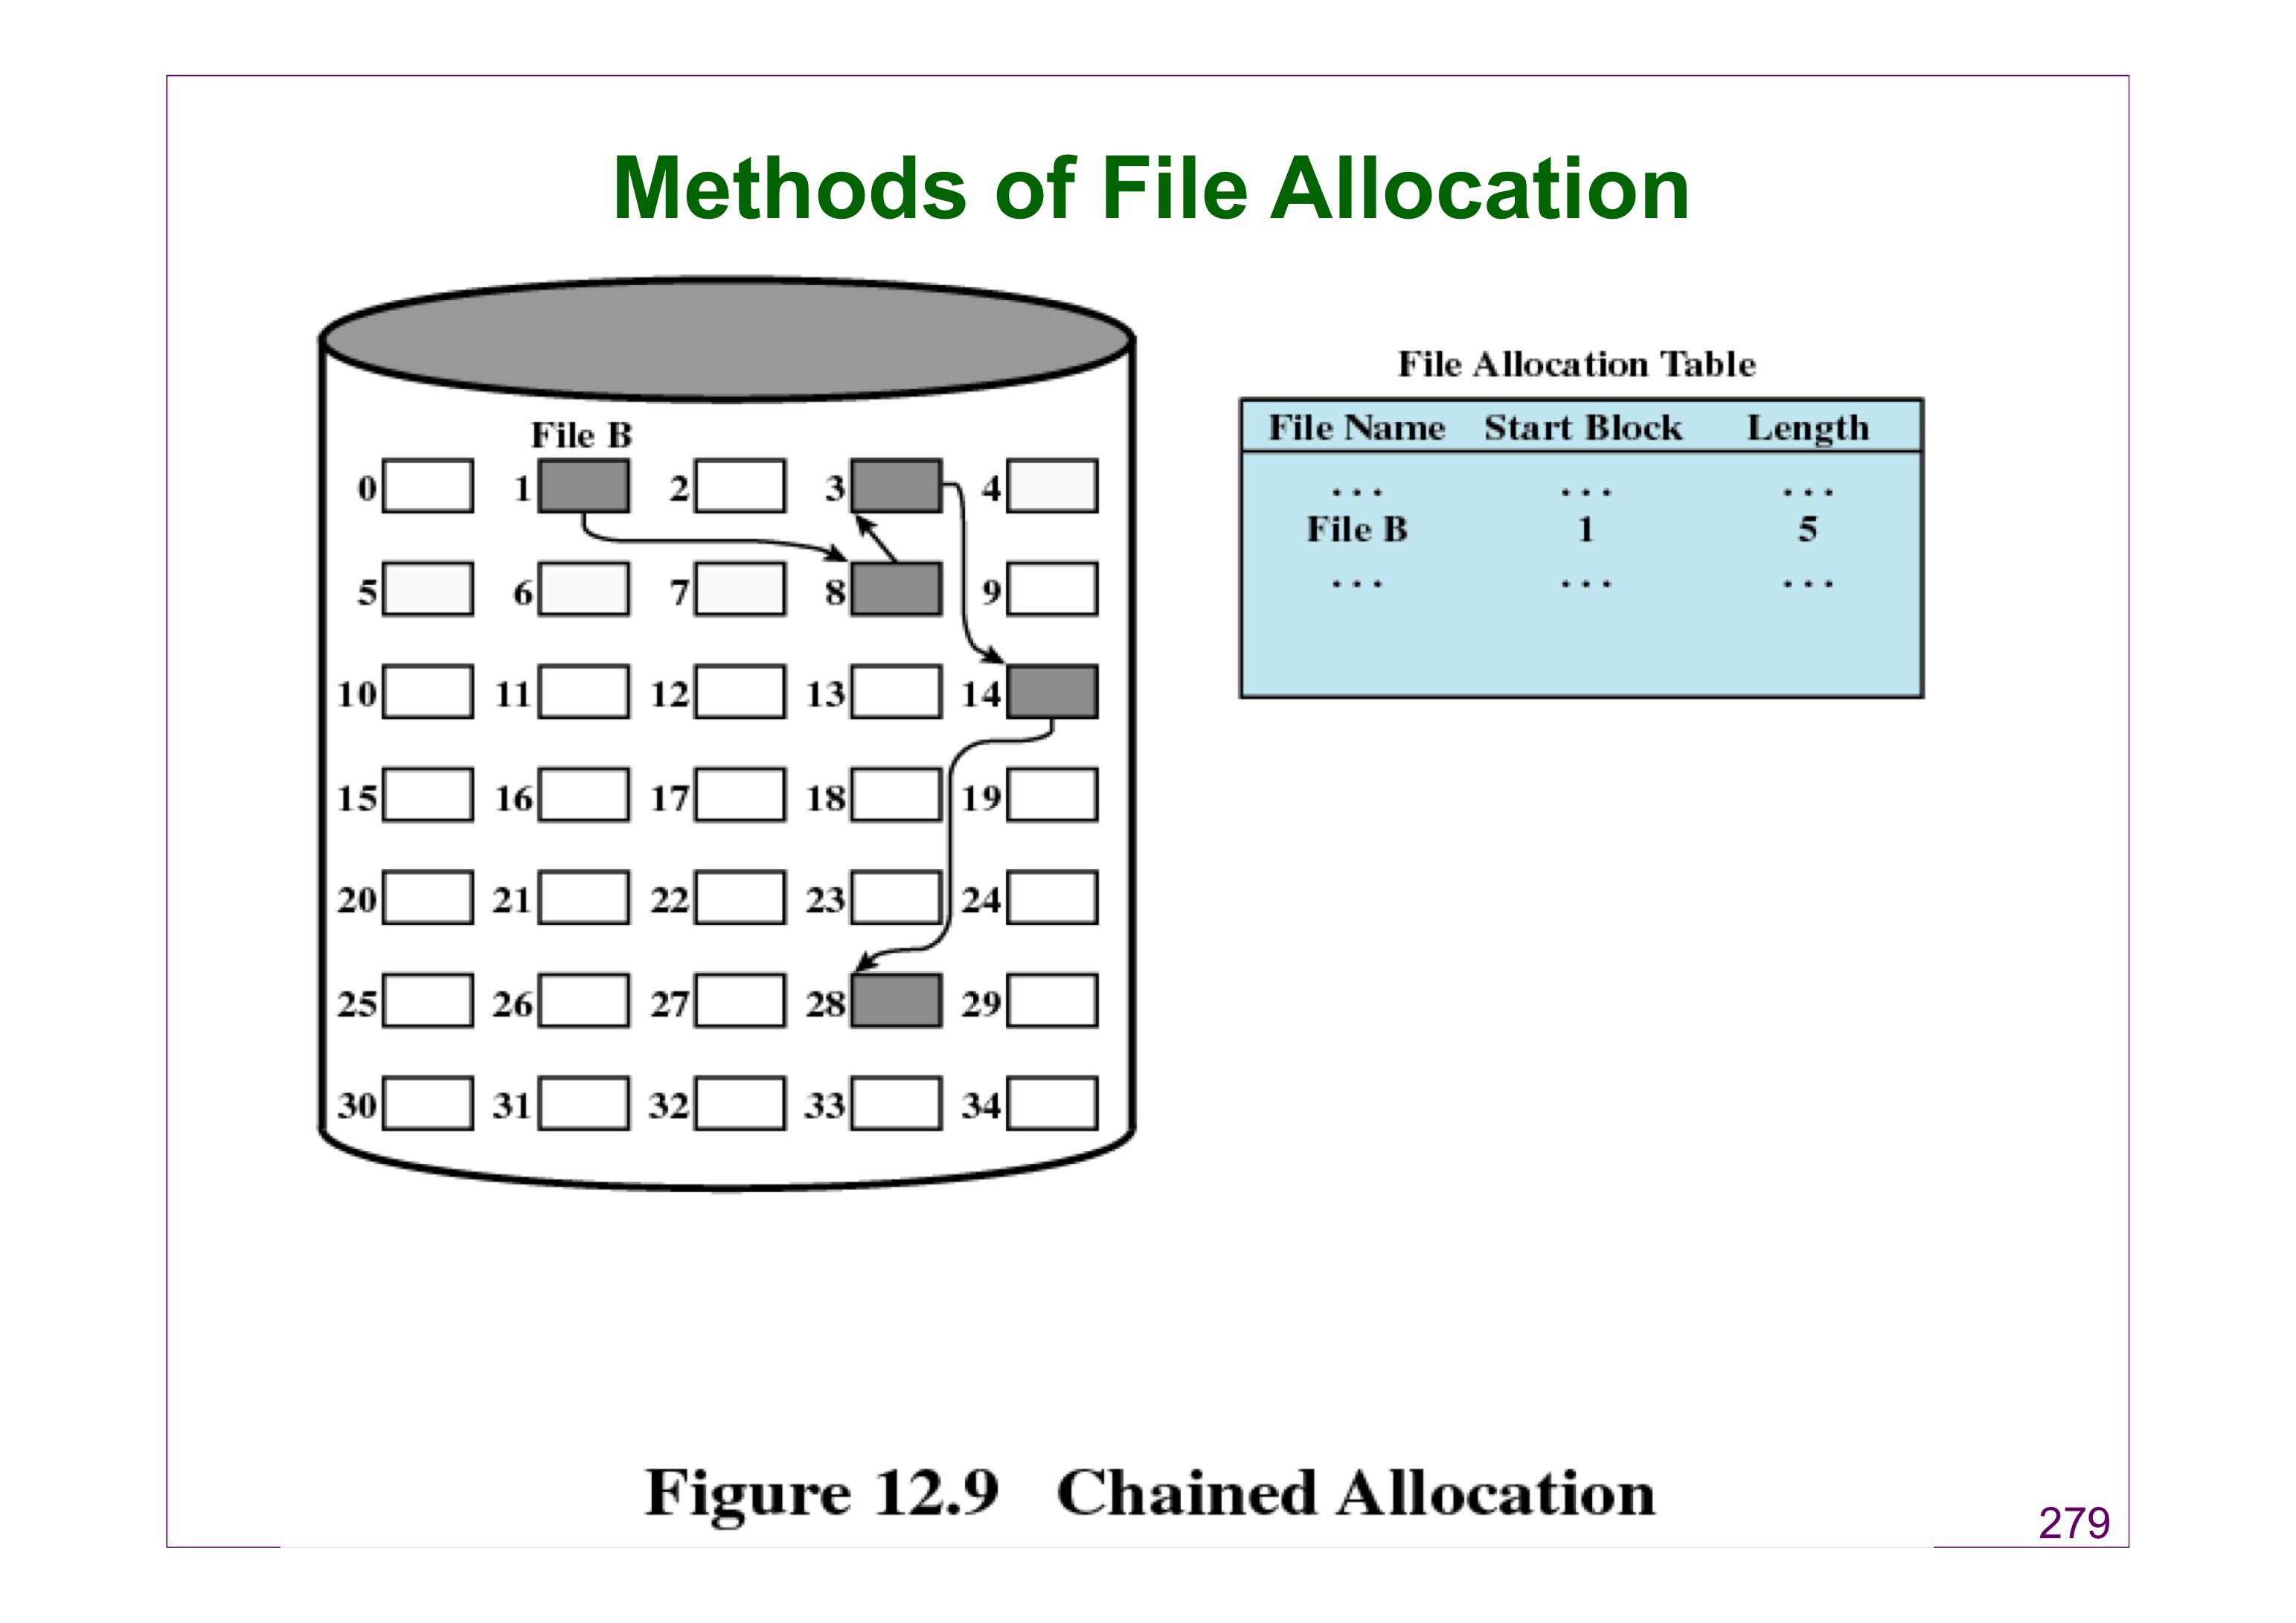 Methods of File Allocation
File Allocation Table
File Name Start Block Length
... ... ...
File B 1 5
... ... ...
File B
0 1 2 3 4
5 6 7 8 9
10 11 12 13 14
15 16 17 18 19
20 21 22 23 24
25 26 27 28 29
30 31 32 33 34
Figure 12.9 Chained Allocation
279